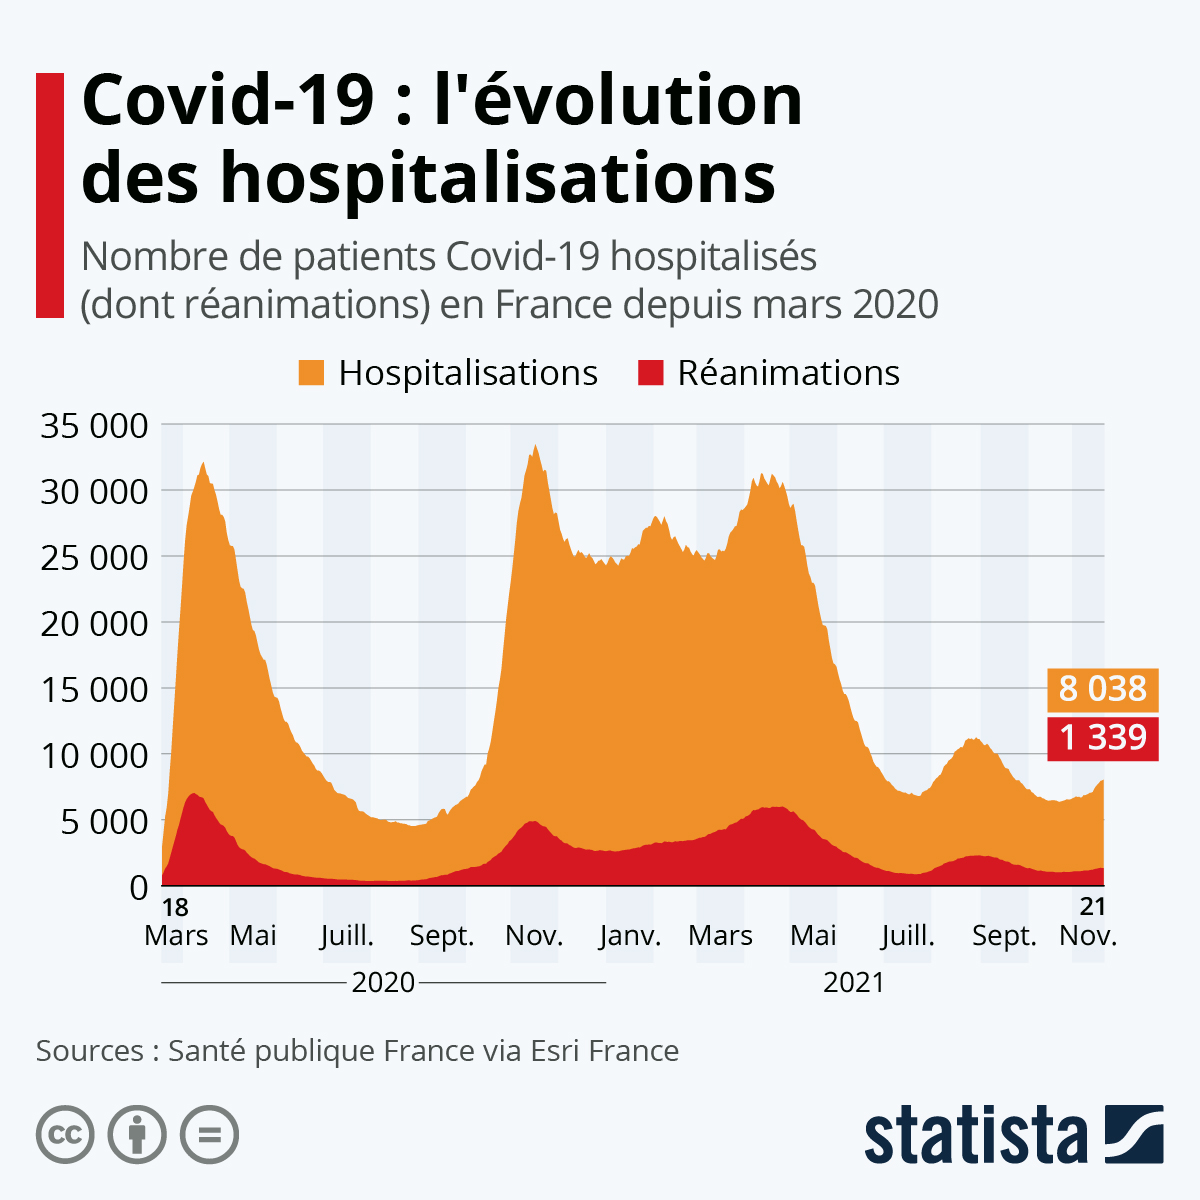 Covid-19 : l'évolution
des hospitalisations
Nombre de patients Covid-19 hospitalisés
(dont réanimations) en France depuis mars 2020
Hospitalisations Réanimations
35 000
30 000
25 000
20 000
15 000
10 000
5 000
0
8 038
1 339
18 21
Mars Mai Juill. Sept. Nov. Janv. Mars Mai Juill. Sept. Nov.
2020 2021
Sources : Santé publique France via Esri France
cc
statista